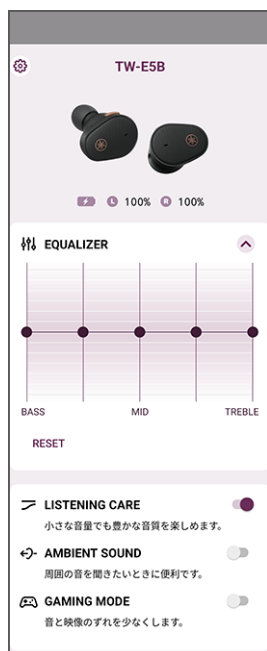 TW-E5B
L 100% R 100%
EQUALIZER
BASS MID TREBLE
RESET
LISTENING CARE
小さな音量でも豊かな音質を楽しめます。
AMBIENT SOUND
周囲の音を聞きたいときに便利です。
GAMING MODE
音と映像のずれを少なくします。